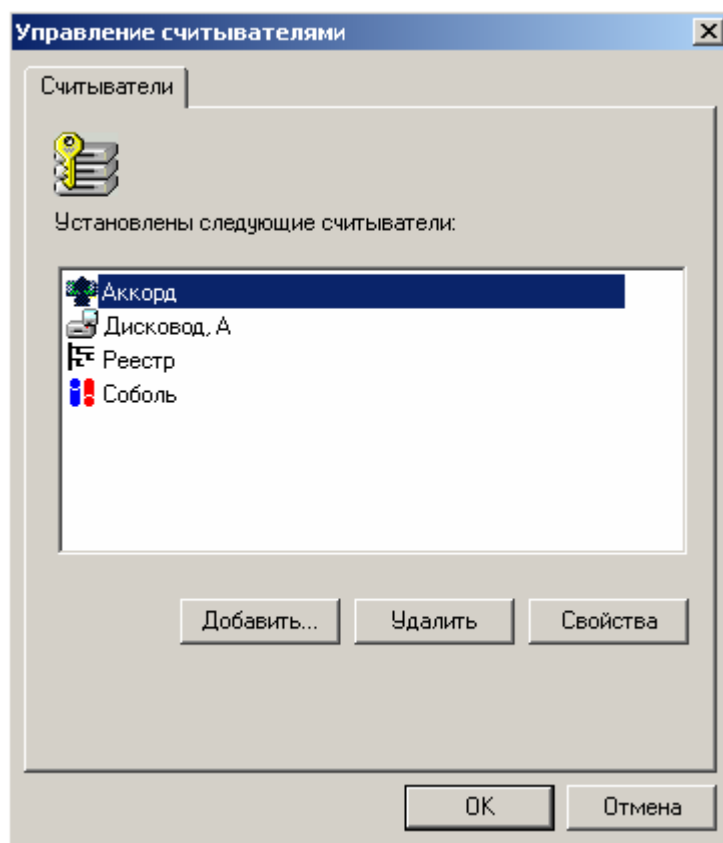 Управление считывателями
Считыватели
Установлены следующие считыватели:
Аккорд
Дисковод, А
Реестр
Соболь
Добавить...
Удалить
Свойства
OK
Отмена